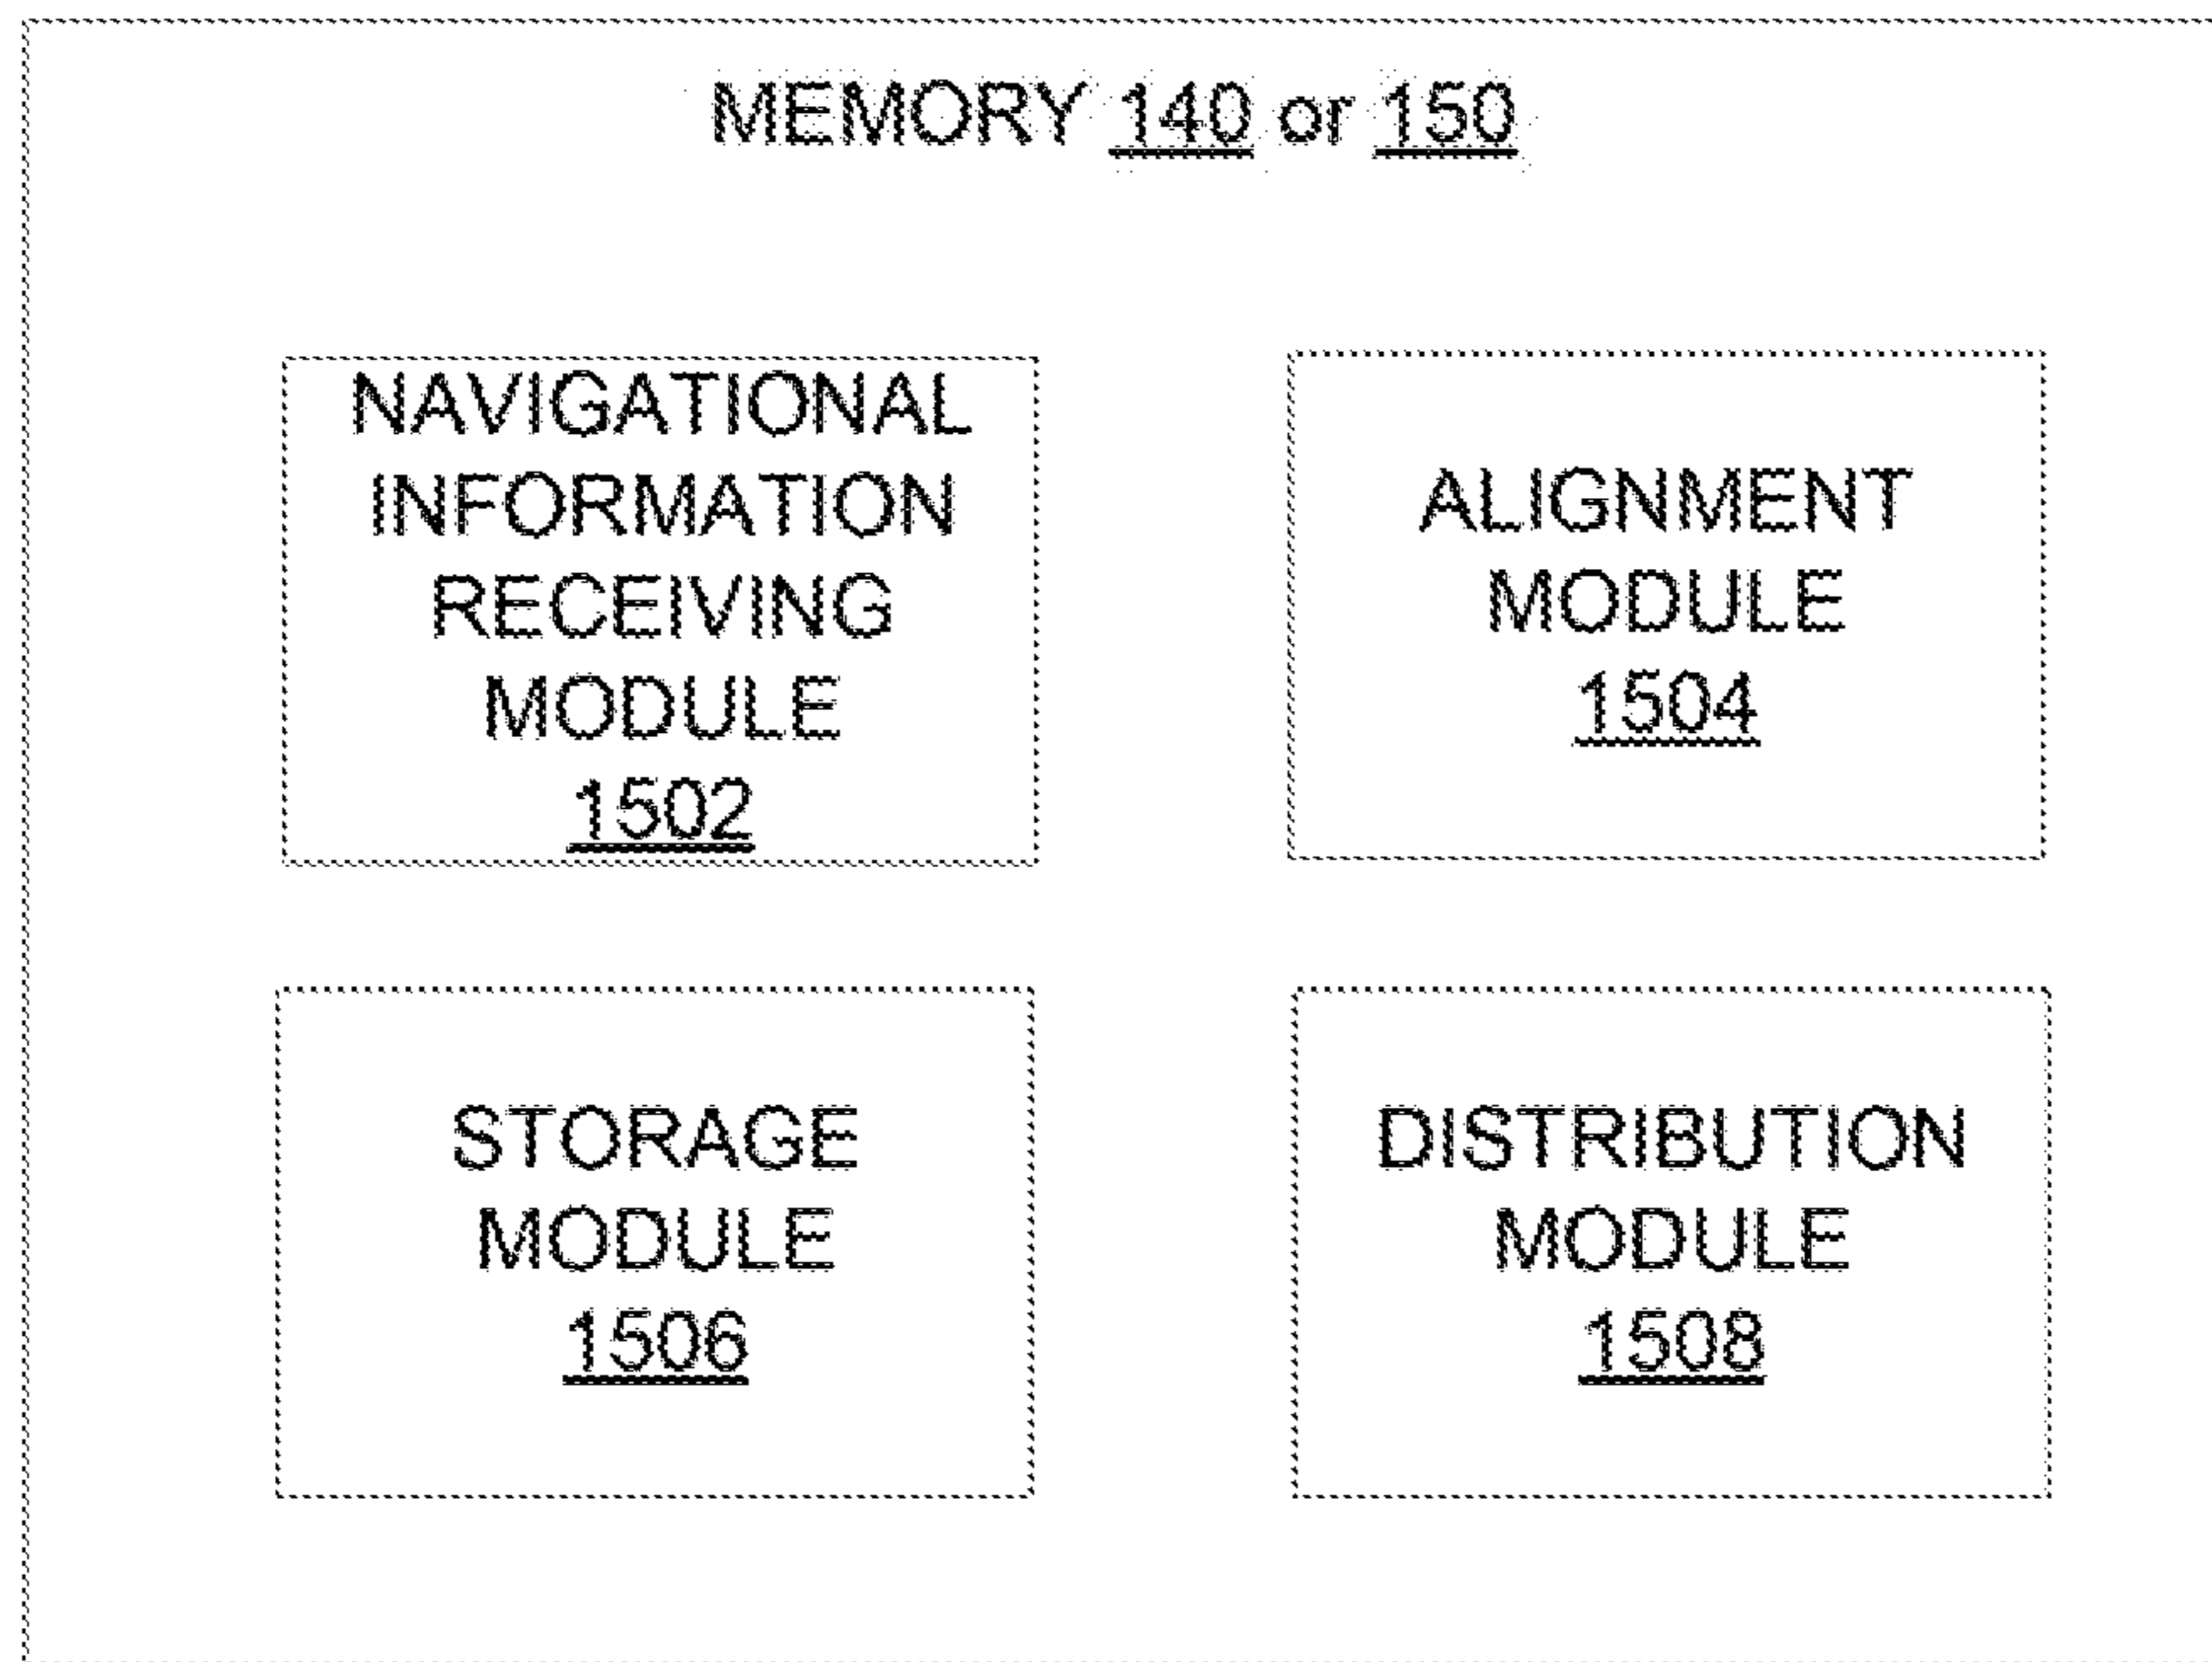 MEMORY 140 or 150
NAVIGATIONAL
INFORMATION
RECEIVING
MODULE
1502
ALIGNMENT
MODULE
1504
STORAGE
MODULE
1506
DISTRIBUTION
MODULE
1508